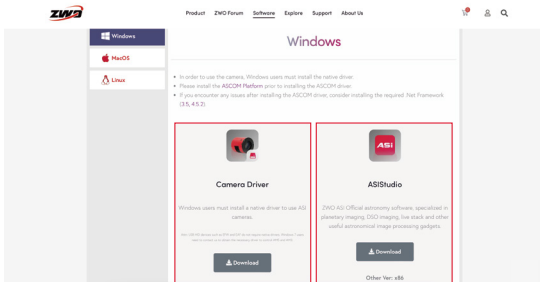 ZWO
Product ZWO Forum Software Explore Support About Us
Windows
MacOS
Linux
Windows
In order to use the camera, Windows users must install the native driver.
Please install the ASCOM Platform prior to installing the ASCOM driver.
If you encounter any issues after installing the ASCOM driver, consider installing the required .Net Framework
(3.5, 4.5.2).
Camera Driver
Windows users must install a native driver to use ASI
cameras.
Download
ASI
ASIStudio
ZWO ASI Official astronomy software, specialized in
planetary imaging, DSO imaging, live stack and other
useful astronomical image processing gadgets.
Download
Other Ver: x86